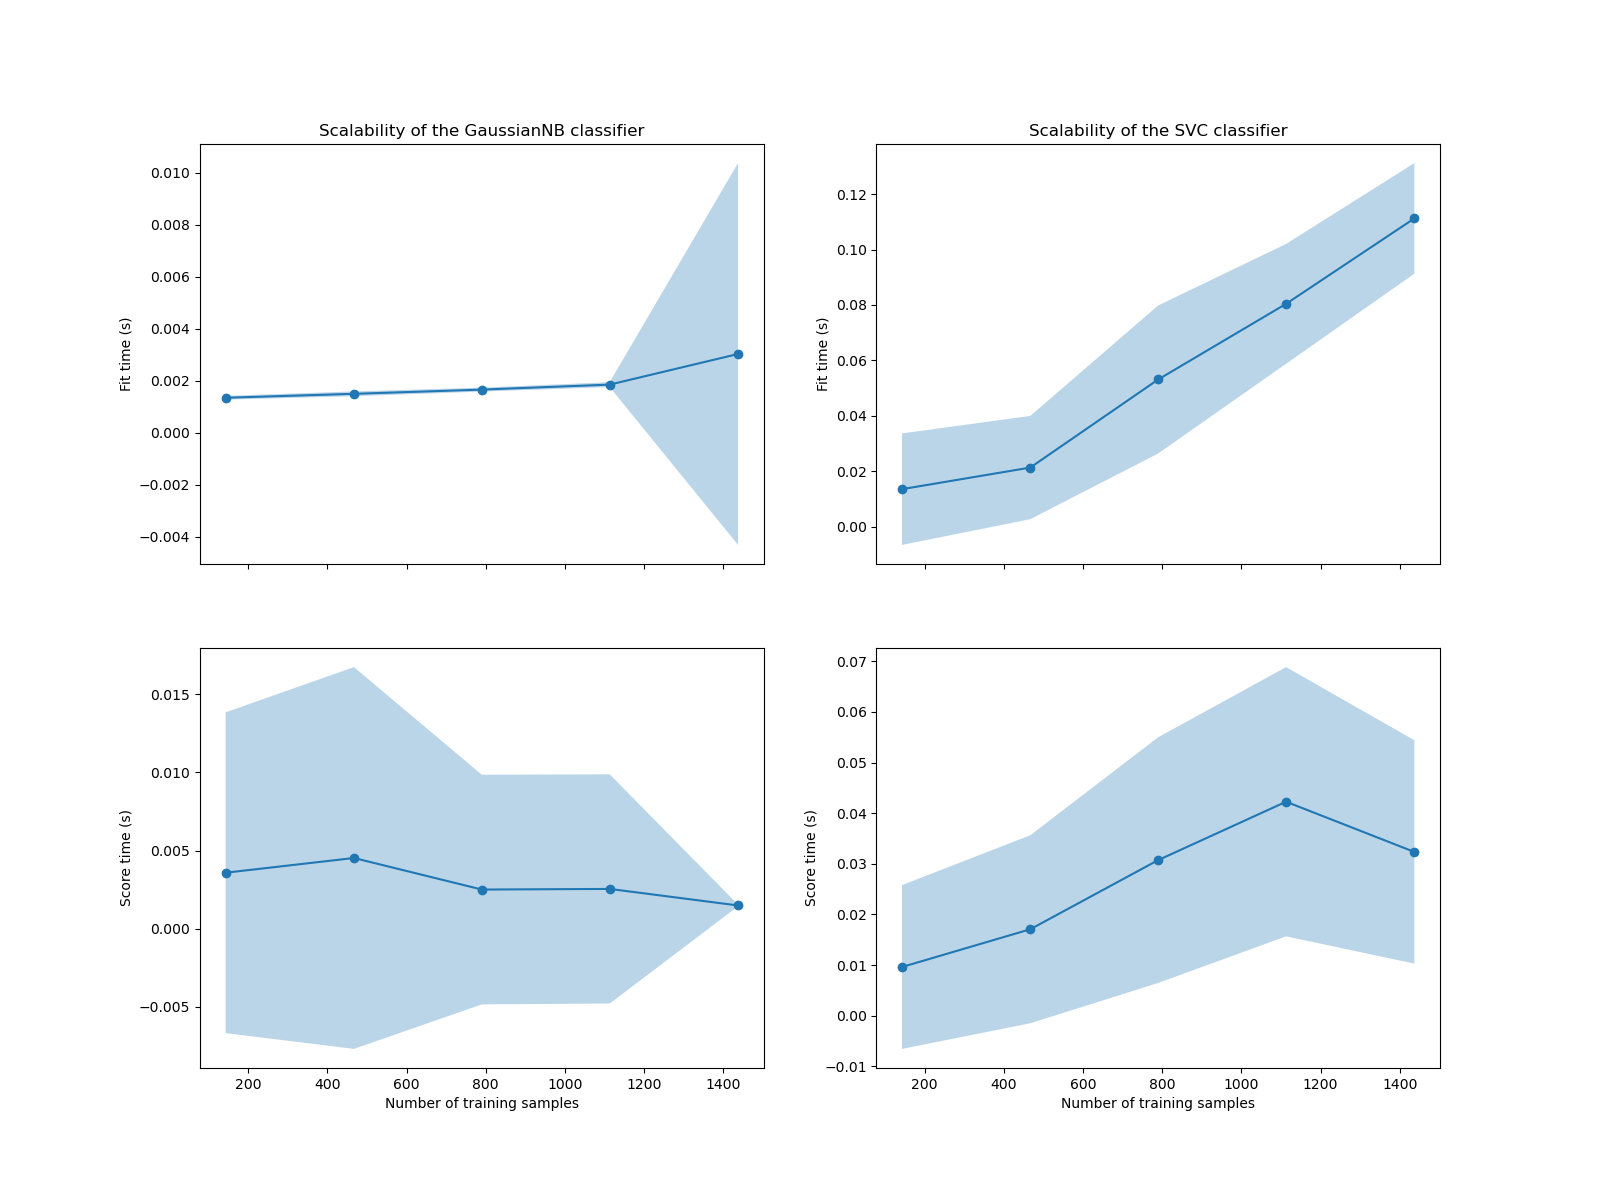 Scalability of the GaussianNB classifier
Fit time (s)
0.010
0.008
0.006
0.004
0.002
0.000
−0.002
−0.004
Scalability of the SVC classifier
Fit time (s)
0.12
0.10
0.08
0.06
0.04
0.02
0.00
Score time (s)
0.015
0.010
0.005
0.000
−0.005
200 400 600 800 1000 1200 1400
Number of training samples
Score time (s)
0.07
0.06
0.05
0.04
0.03
0.02
0.01
0.00
−0.01
200 400 600 800 1000 1200 1400
Number of training samples